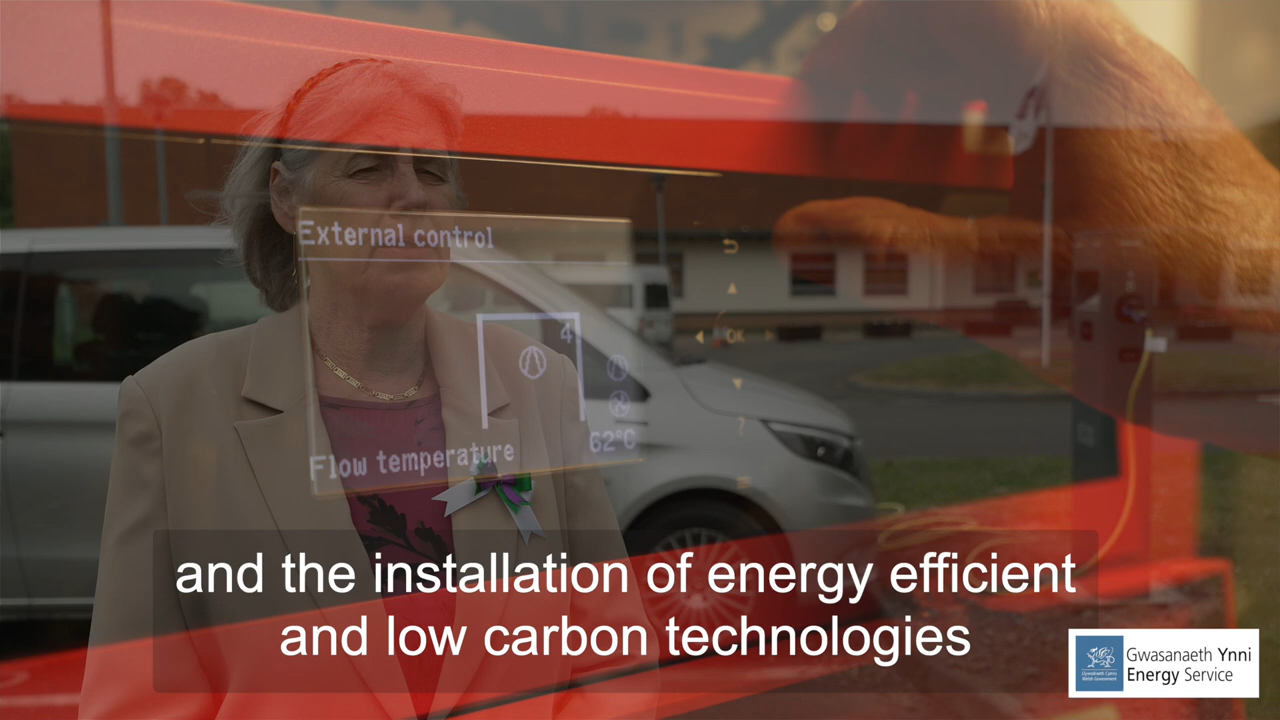 External control
4
OK
?
62°C
Flow temperature
and the installation of energy efficient
and low carbon technologies
Gwasanaeth Ynni
Energy Service
Llywodraeth Cymru
Welsh Government